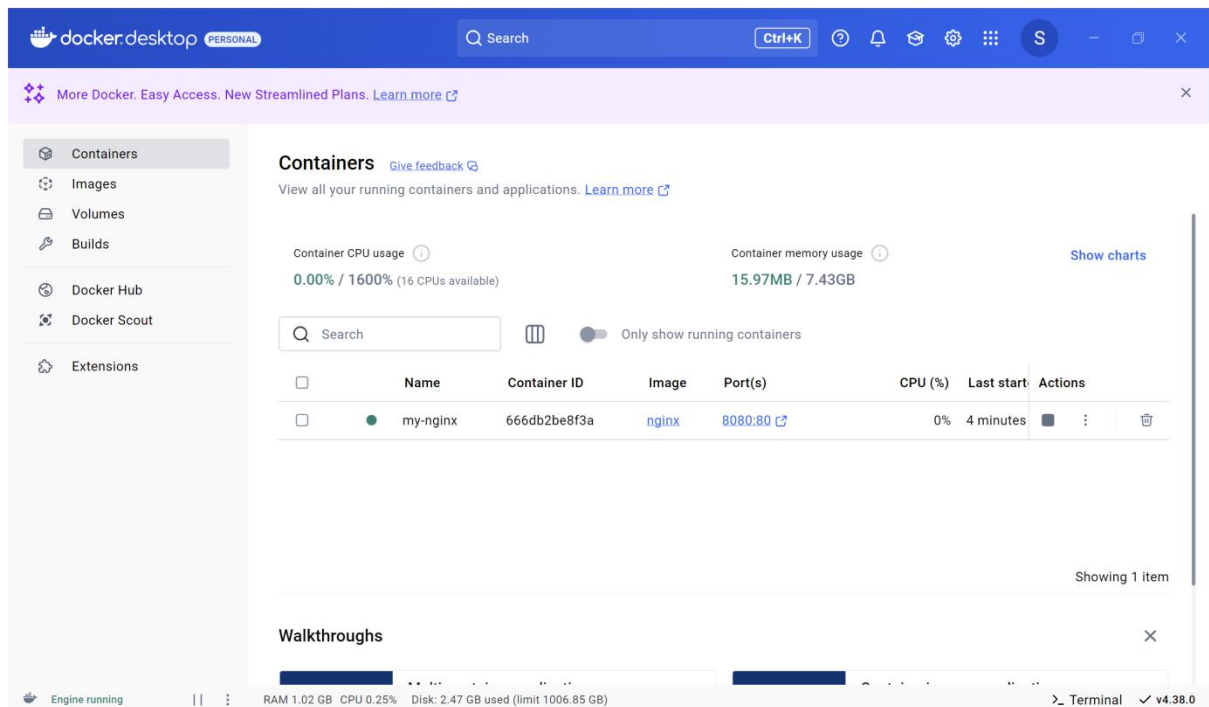 docker.desktop PERSONAL Search Ctrl+K S
More Docker. Easy Access. New Streamlined Plans. Learn more
Containers
Images
Volumes
Builds
Docker Hub
Docker Scout
Extensions
Containers Give feedback
View all your running containers and applications. Learn more
Container CPU usage
0.00% / 1600% (16 CPUs available)
Container memory usage
15.97MB / 7.43GB
Show charts
Search Only show running containers
Name Container ID Image Port(s) CPU (%) Last start Actions
my-nginx 666db2be8f3a nginx 8080:80 0% 4 minutes
Showing 1 item
Walkthroughs
Engine running RAM 1.02 GB CPU 0.25% Disk: 2.47 GB used (limit 1006.85 GB) Terminal v4.38.0